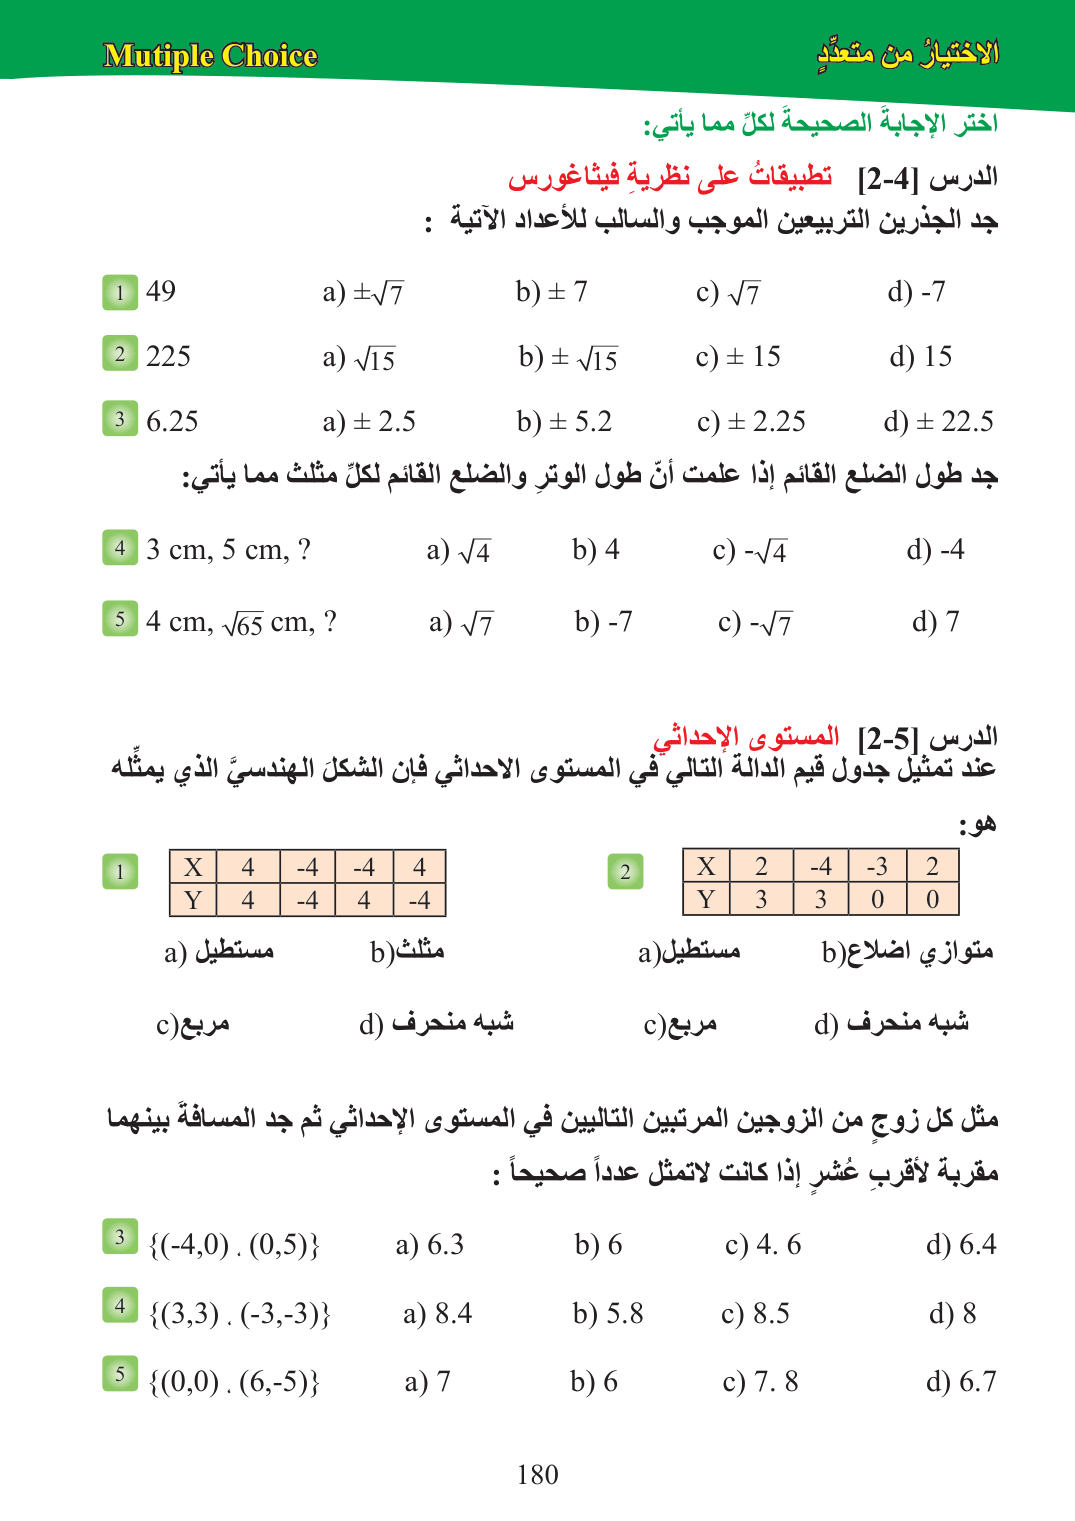 Mutiple Choice الاختيارُ من متعدِّدٍ
اختر الإجابةَ الصحيحةَ لكلِّ مما يأتي:
الدرس [2-4] تطبيقاتُ على نظريةِ فيثاغورس
جد الجذرين التربيعين الموجب والسالب للأعداد الآتية :
1 49 a) ±√7 b) ± 7 c) √7 d) -7
2 225 a) √15 b) ± √15 c) ± 15 d) 15
3 6.25 a) ± 2.5 b) ± 5.2 c) ± 2.25 d) ± 22.5
جد طول الضلع القائم إذا علمت أنّ طول الوترِ والضلع القائم لكلِّ مثلث مما يأتي:
4 3 cm, 5 cm, ? a) √4 b) 4 c) -√4 d) -4
5 4 cm, √65 cm, ? a) √7 b) -7 c) -√7 d) 7
الدرس [2-5] المستوى الإحداثي
عند تمثيل جدول قيم الدالة التالي في المستوى الاحداثي فإن الشكلَ الهندسيَّ الذي يمثِّله
هو:
1
X 4 -4 -4 4
Y 4 -4 4 -4
2
X 2 -4 -3 2
Y 3 3 0 0
a) مستطيل b)مثلث
c)مربع d) شبه منحرف
a)مستطيل b)متوازي اضلاع
c)مربع d) شبه منحرف
مثل كل زوجٍ من الزوجين المرتبين التاليين في المستوى الإحداثي ثم جد المسافةَ بينهما
مقربة لأقربِ عُشرٍ إذا كانت لاتمثل عدداً صحيحاً :
3 {(-4,0) , (0,5)} a) 6.3 b) 6 c) 4. 6 d) 6.4
4 {(3,3) , (-3,-3)} a) 8.4 b) 5.8 c) 8.5 d) 8
5 {(0,0) , (6,-5)} a) 7 b) 6 c) 7. 8 d) 6.7
180